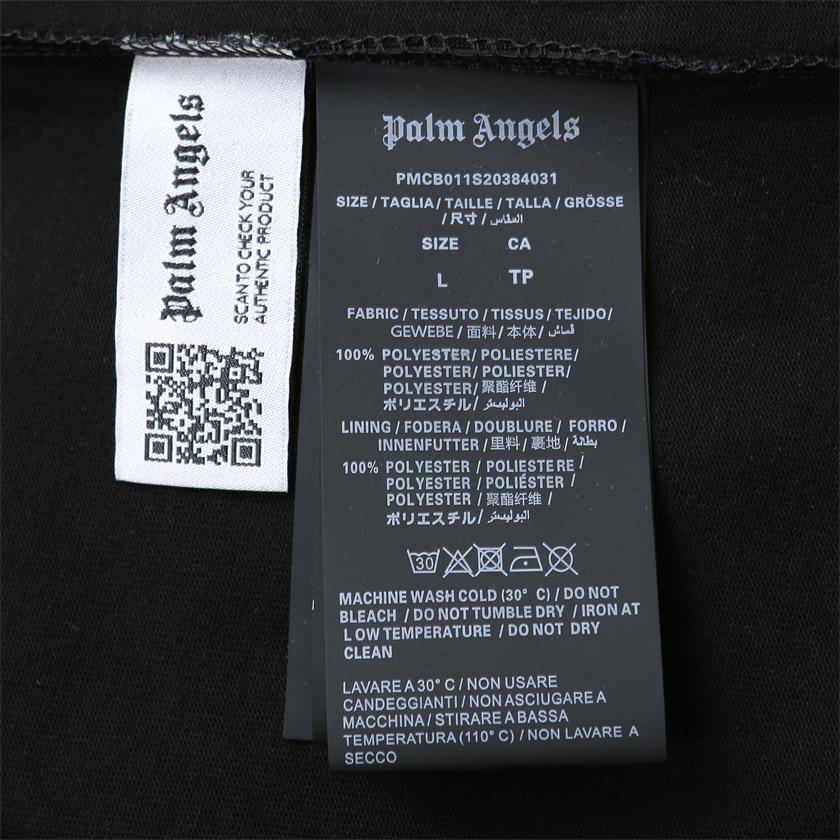 Palm Angels
SCAN TO CHECK YOUR
AUTHENTIC PRODUCT
Palm Angels
PMCB011S20384031
SIZE / TAGLIA / TAILLE / TALLA / GRÖSSE
/ 尺寸 / المقاس
SIZE CA
L TP
FABRIC / TESSUTO / TISSUS / TEJIDO/
GEWEBE / 面料 / 本体 / قماش
100% POLYESTER/ POLIESTERE/
POLYESTER/ POLIESTER/
POLYESTER/ 聚酯纤维 /
ポリエスチル/ البوليستر
LINING / FODERA / DOUBLURE / FORRO /
INNENFUTTER / 里料 / 裏地 / بطانة
100% POLYESTER / POLIESTERE /
POLYESTER / POLIÉSTER /
POLYESTER / 聚酯纤维 /
ポリエスチル/ البوليستر
30
MACHINE WASH COLD (30° C) / DO NOT
BLEACH / DO NOT TUMBLE DRY / IRON AT
L OW TEMPERATURE / DO NOT DRY
CLEAN
LAVARE A 30° C / NON USARE
CANDEGGIANTI / NON ASCIUGARE A
MACCHINA / STIRARE A BASSA
TEMPERATURA (110° C) / NON LAVARE A
SECCO